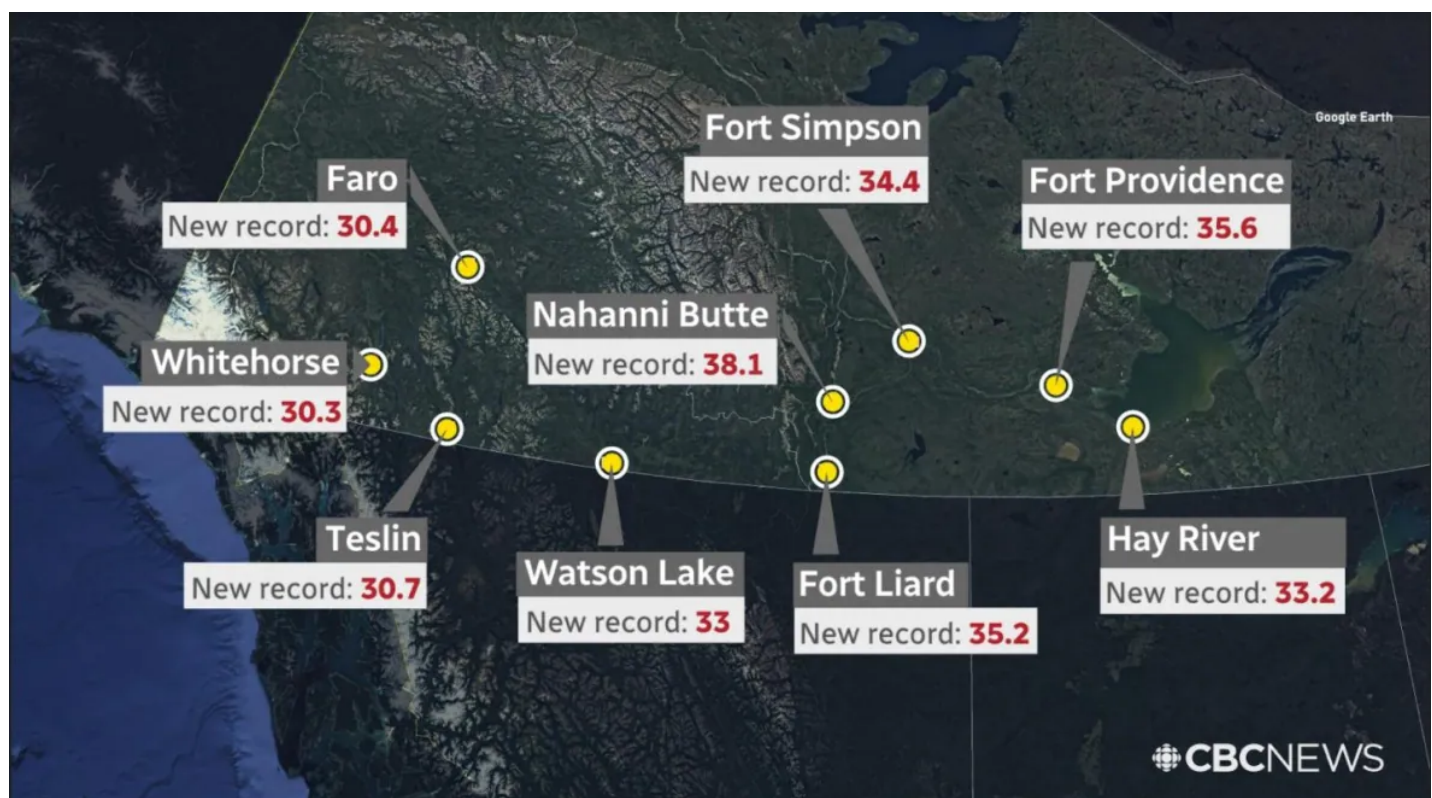 Google Earth
Fort Simpson
New record: 34.4
Faro
New record: 30.4
Fort Providence
New record: 35.6
Nahanni Butte
New record: 38.1
Whitehorse
New record: 30.3
Teslin
New record: 30.7
Watson Lake
New record: 33
Fort Liard
New record: 35.2
Hay River
New record: 33.2
CBCNEWS